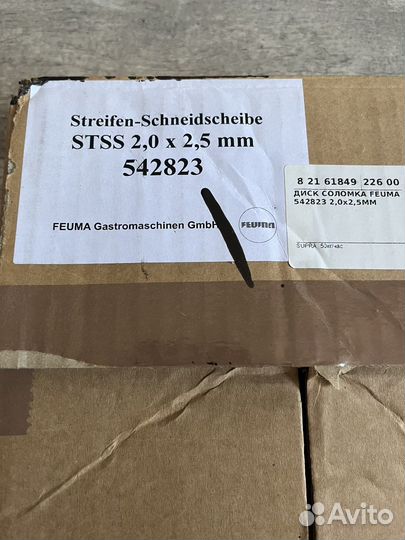 Streifen-Schneidscheibe
STSS 2,0 x 2,5 mm
542823
FEUMA Gastromaschinen GmbH
FEUMA
8 21 61849 226 00
ДИСК СОЛОМКА FEUMA
542823 2,0x2,5MM
SUPRA
Avito